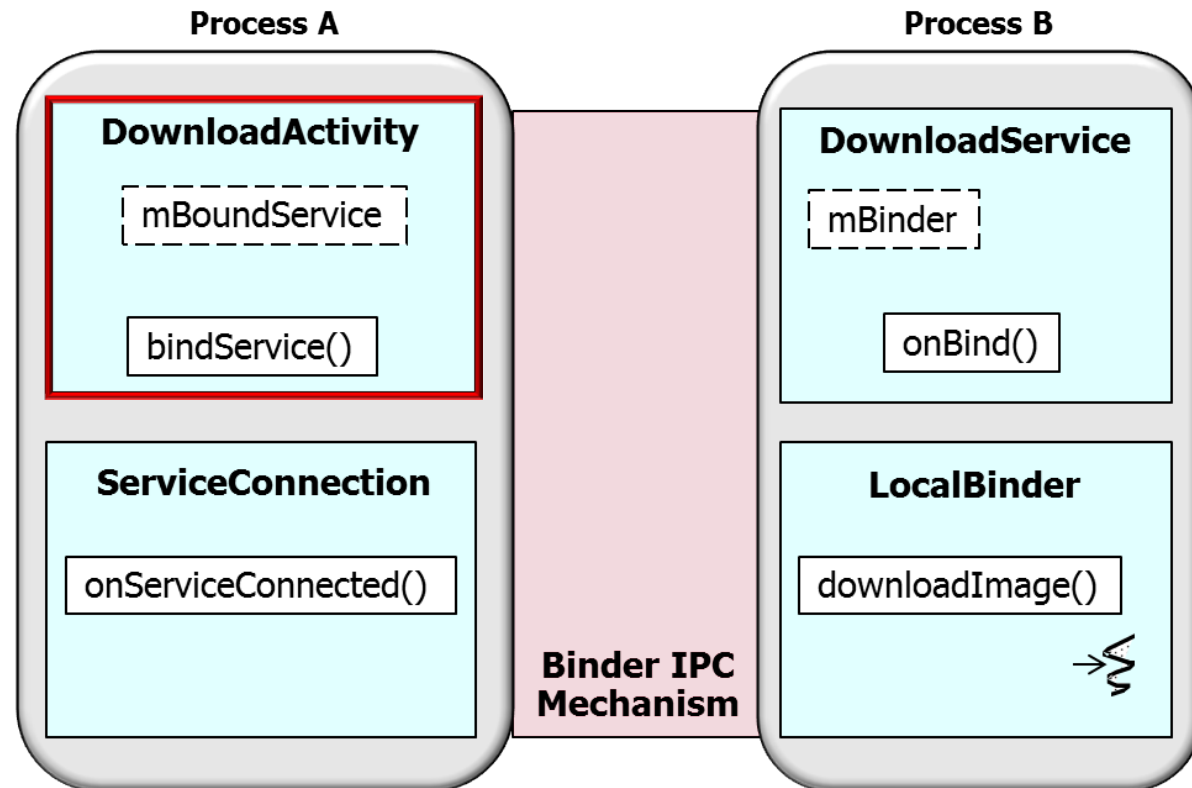 Process A
Process B
DownloadActivity
mBoundService
bindService()
ServiceConnection
onServiceConnected()
Binder IPC
Mechanism
DownloadService
mBinder
onBind()
LocalBinder
downloadImage()